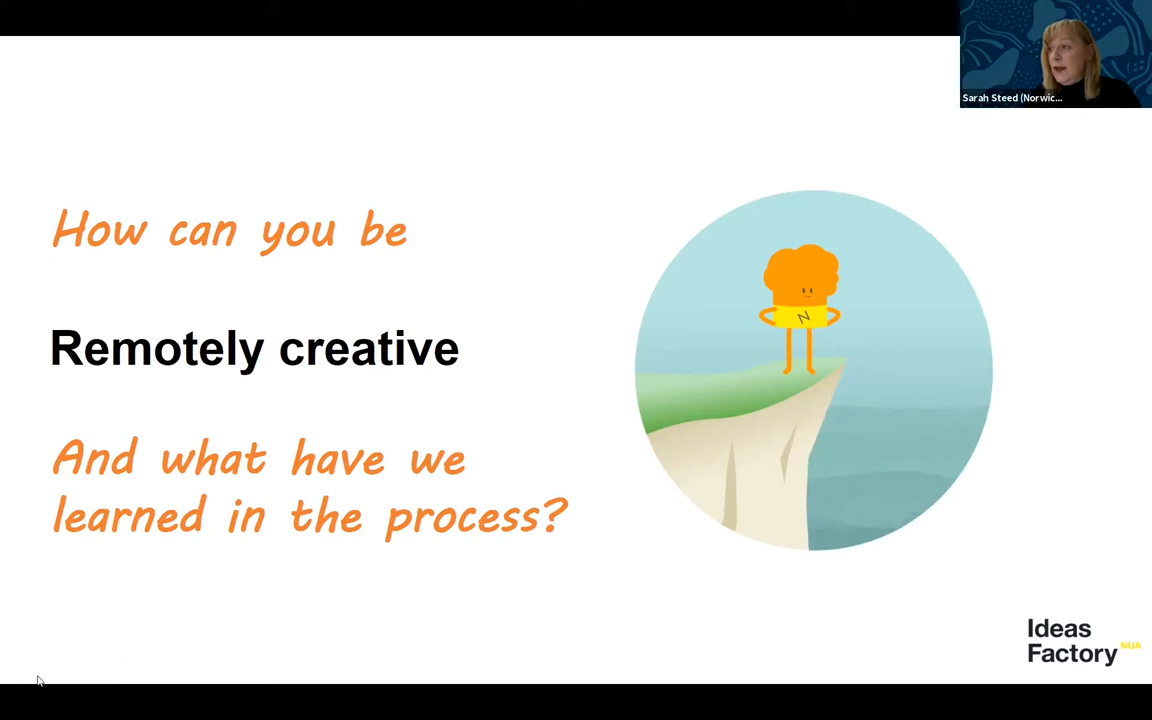 Sarah Steed (Norwic...
How can you be
Remotely creative
And what have we
learned in the process?
N
Ideas
Factory NUA